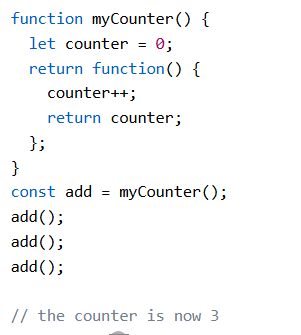 function myCounter() {
  let counter = 0;
  return function() {
    counter++;
    return counter;
  };
}
const add = myCounter();
add();
add();
add();

// the counter is now 3